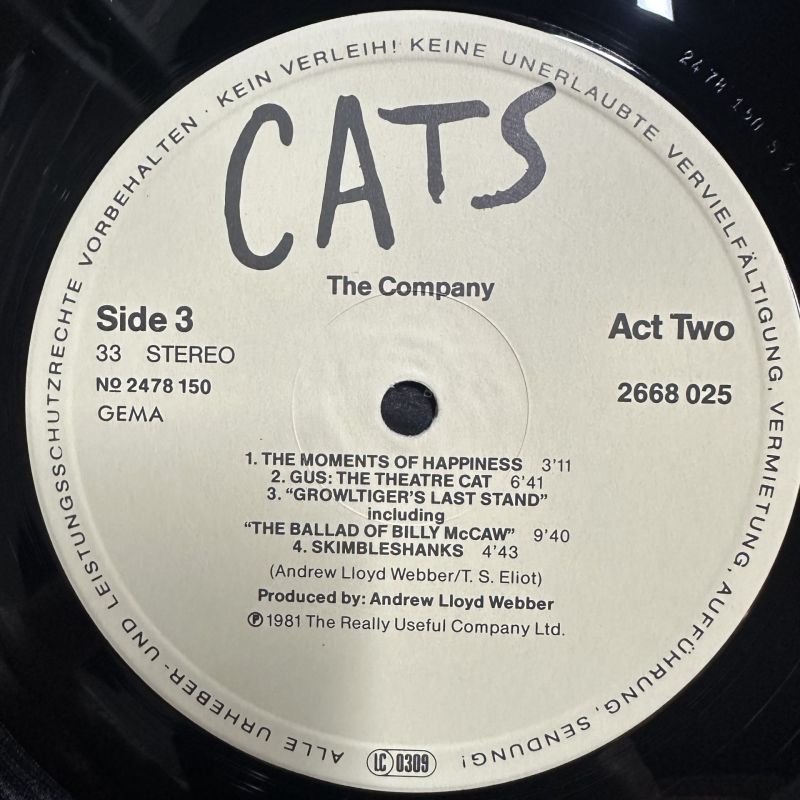 ALLE URHEBER- UND LEISTUNGSSCHUTZRECHTE VORBEHALTEN · KEIN VERLEIH! KEINE UNERLAUBTE VERVIELFÄLTIGUNG, VERMIETUNG, AUFFÜHRUNG, SENDUNG!
CATS
The Company
Side 3
Act Two
33 STEREO
No 2478 150
2668 025
GEMA
1. THE MOMENTS OF HAPPINESS 3'11
2. GUS: THE THEATRE CAT 6'41
3. "GROWLTIGER'S LAST STAND"
including
"THE BALLAD OF BILLY McCAW" 9'40
4. SKIMBLESHANKS 4'43
(Andrew Lloyd Webber/T. S. Eliot)
Produced by: Andrew Lloyd Webber
℗ 1981 The Really Useful Company Ltd.
LC 0309
2478 150 S 3